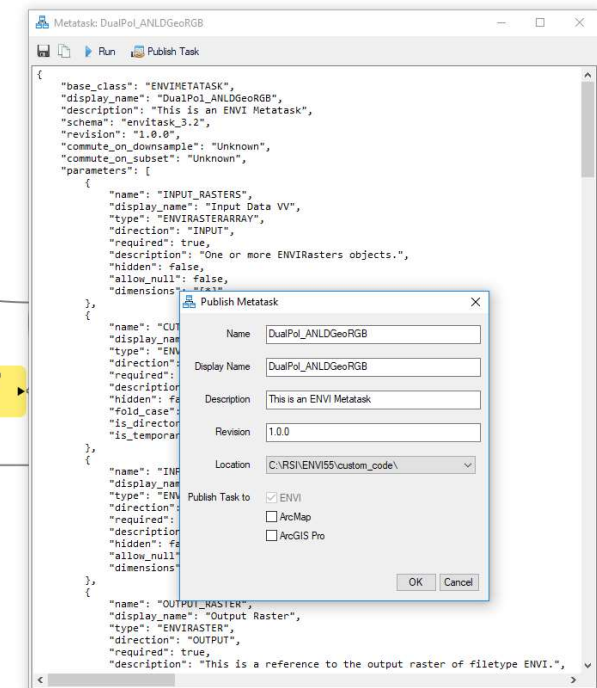 Metatask: DualPol_ANLDGeoRGB
Run Publish Task
{
"base_class": "ENVIMETATASK",
"display_name": "DualPol_ANLDGeoRGB",
"description": "This is an ENVI Metatask",
"schema": "envitask_3.2",
"revision": "1.0.0",
"commute_on_downsample": "Unknown",
"commute_on_subset": "Unknown",
"parameters": [
{
"name": "INPUT_RASTERS",
"display_name": "Input Data VV",
"type": "ENVIRASTERARRAY",
"direction": "INPUT",
"required": true,
"description": "One or more ENVIRasters objects.",
"hidden": false,
"allow_null": false,
"dimensions": "[*]"
},
{
"name": "CUT
"display_nam
"type": "ENV
"direction":
"required":
"description
"hidden": fa
"fold_case":
"is_director
"is_temporar
},
{
"name": "INP
"display_nam
"type": "ENV
"direction":
"required":
"description
"hidden": fa
"allow_null"
"dimensions"
},
{
"name": "OUTPUT_RASTER",
"display_name": "Output Raster",
"type": "ENVIRASTER",
"direction": "OUTPUT",
"required": true,
"description": "This is a reference to the output raster of filetype ENVI.",
Publish Metatask
Name DualPol_ANLDGeoRGB
Display Name DualPol_ANLDGeoRGB
Description This is an ENVI Metatask
Revision 1.0.0
Location C:\RSI\ENVI55\custom_code\
Publish Task to ENVI
ArcMap
ArcGIS Pro
OK Cancel